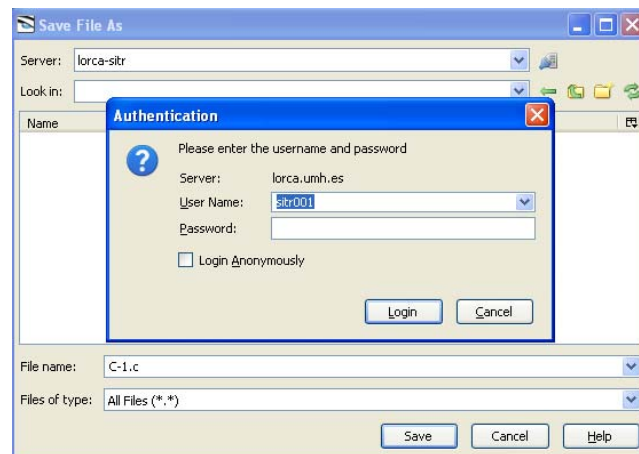 Save File As
Server: lorca-sitr
Look in:
Name
Authentication
Please enter the username and password
Server: lorca.umh.es
User Name: sitr001
Password:
Login Anonymously
Login Cancel
File name: C-1.c
Files of type: All Files (*.*)
Save Cancel Help